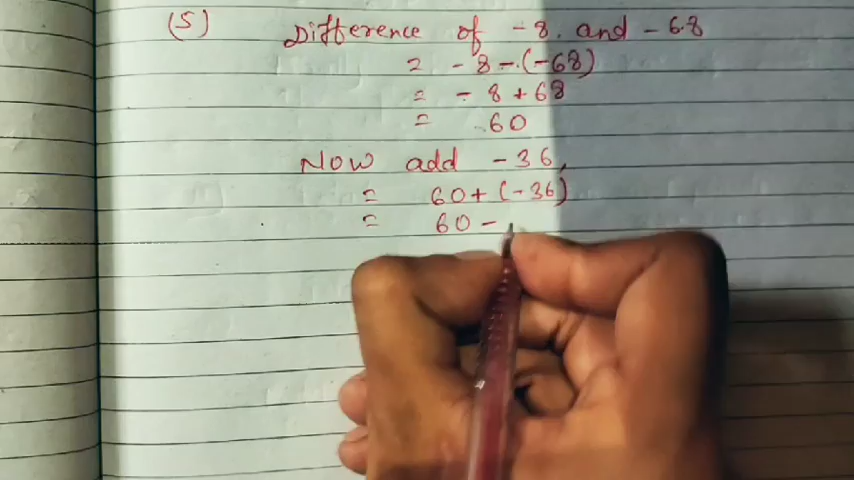 (5) Difference of -8. and -68
= -8-(-68)
= -8+68
= 60
Now add -36,
= 60+(-36)
= 60-